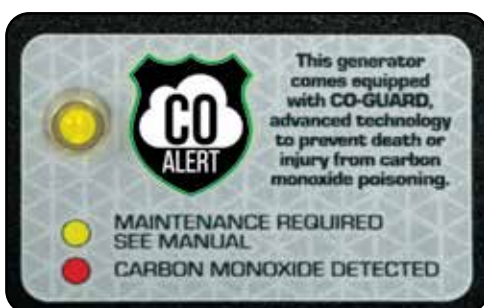 CO
ALERT
This generator
comes equipped
with CO-GUARD,
advanced technology
to prevent death or
injury from carbon
monoxide poisoning.
MAINTENANCE REQUIRED
SEE MANUAL
CARBON MONOXIDE DETECTED